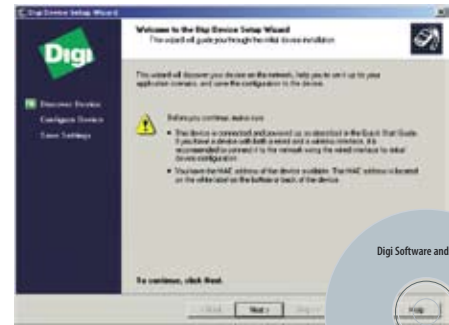 Digi Device Setup Wizard
Digi
Welcome to the Digi Device Setup Wizard
This wizard will guide you through the initial device installation
This wizard will discover your device on the network, help you to set it up to your
application scenario, and save the configuration to the device.
Discover Device
Configure Device
Save Settings
Before you continue, make sure:
• This device is connected and powered up as described in the Quick Start Guide.
If you have a device with both a wired and a wireless interface, it is
recommended to connect it to the network using the wired interface for initial
device configuration.
• You have the MAC address of the device available. The MAC address is located
on the white label on the bottom or back of the device.
Digi Software and
To continue, click Next.
Next >
Help